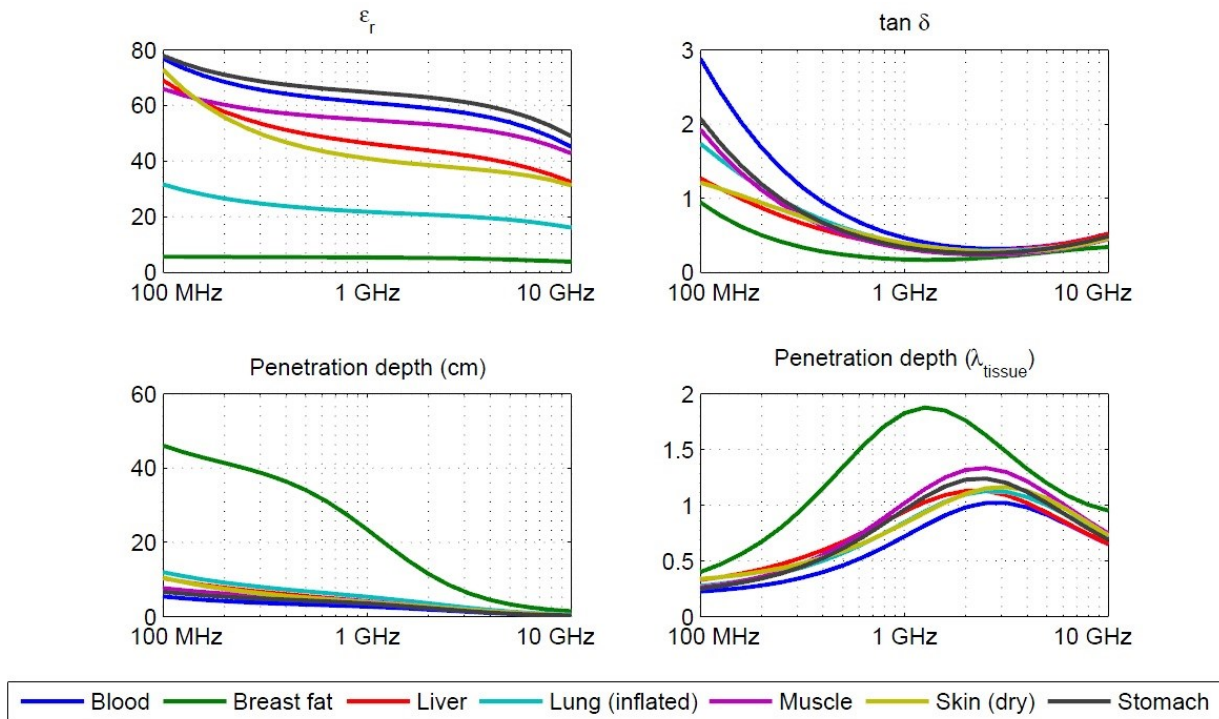 εr
tan δ
80
60
40
20
0
100 MHz
1 GHz
10 GHz
3
2
1
0
100 MHz
1 GHz
10 GHz
Penetration depth (cm)
Penetration depth (λtissue)
60
40
20
0
100 MHz
1 GHz
10 GHz
2
1.5
1
0.5
0
100 MHz
1 GHz
10 GHz
Blood Breast fat Liver Lung (inflated) Muscle Skin (dry) Stomach